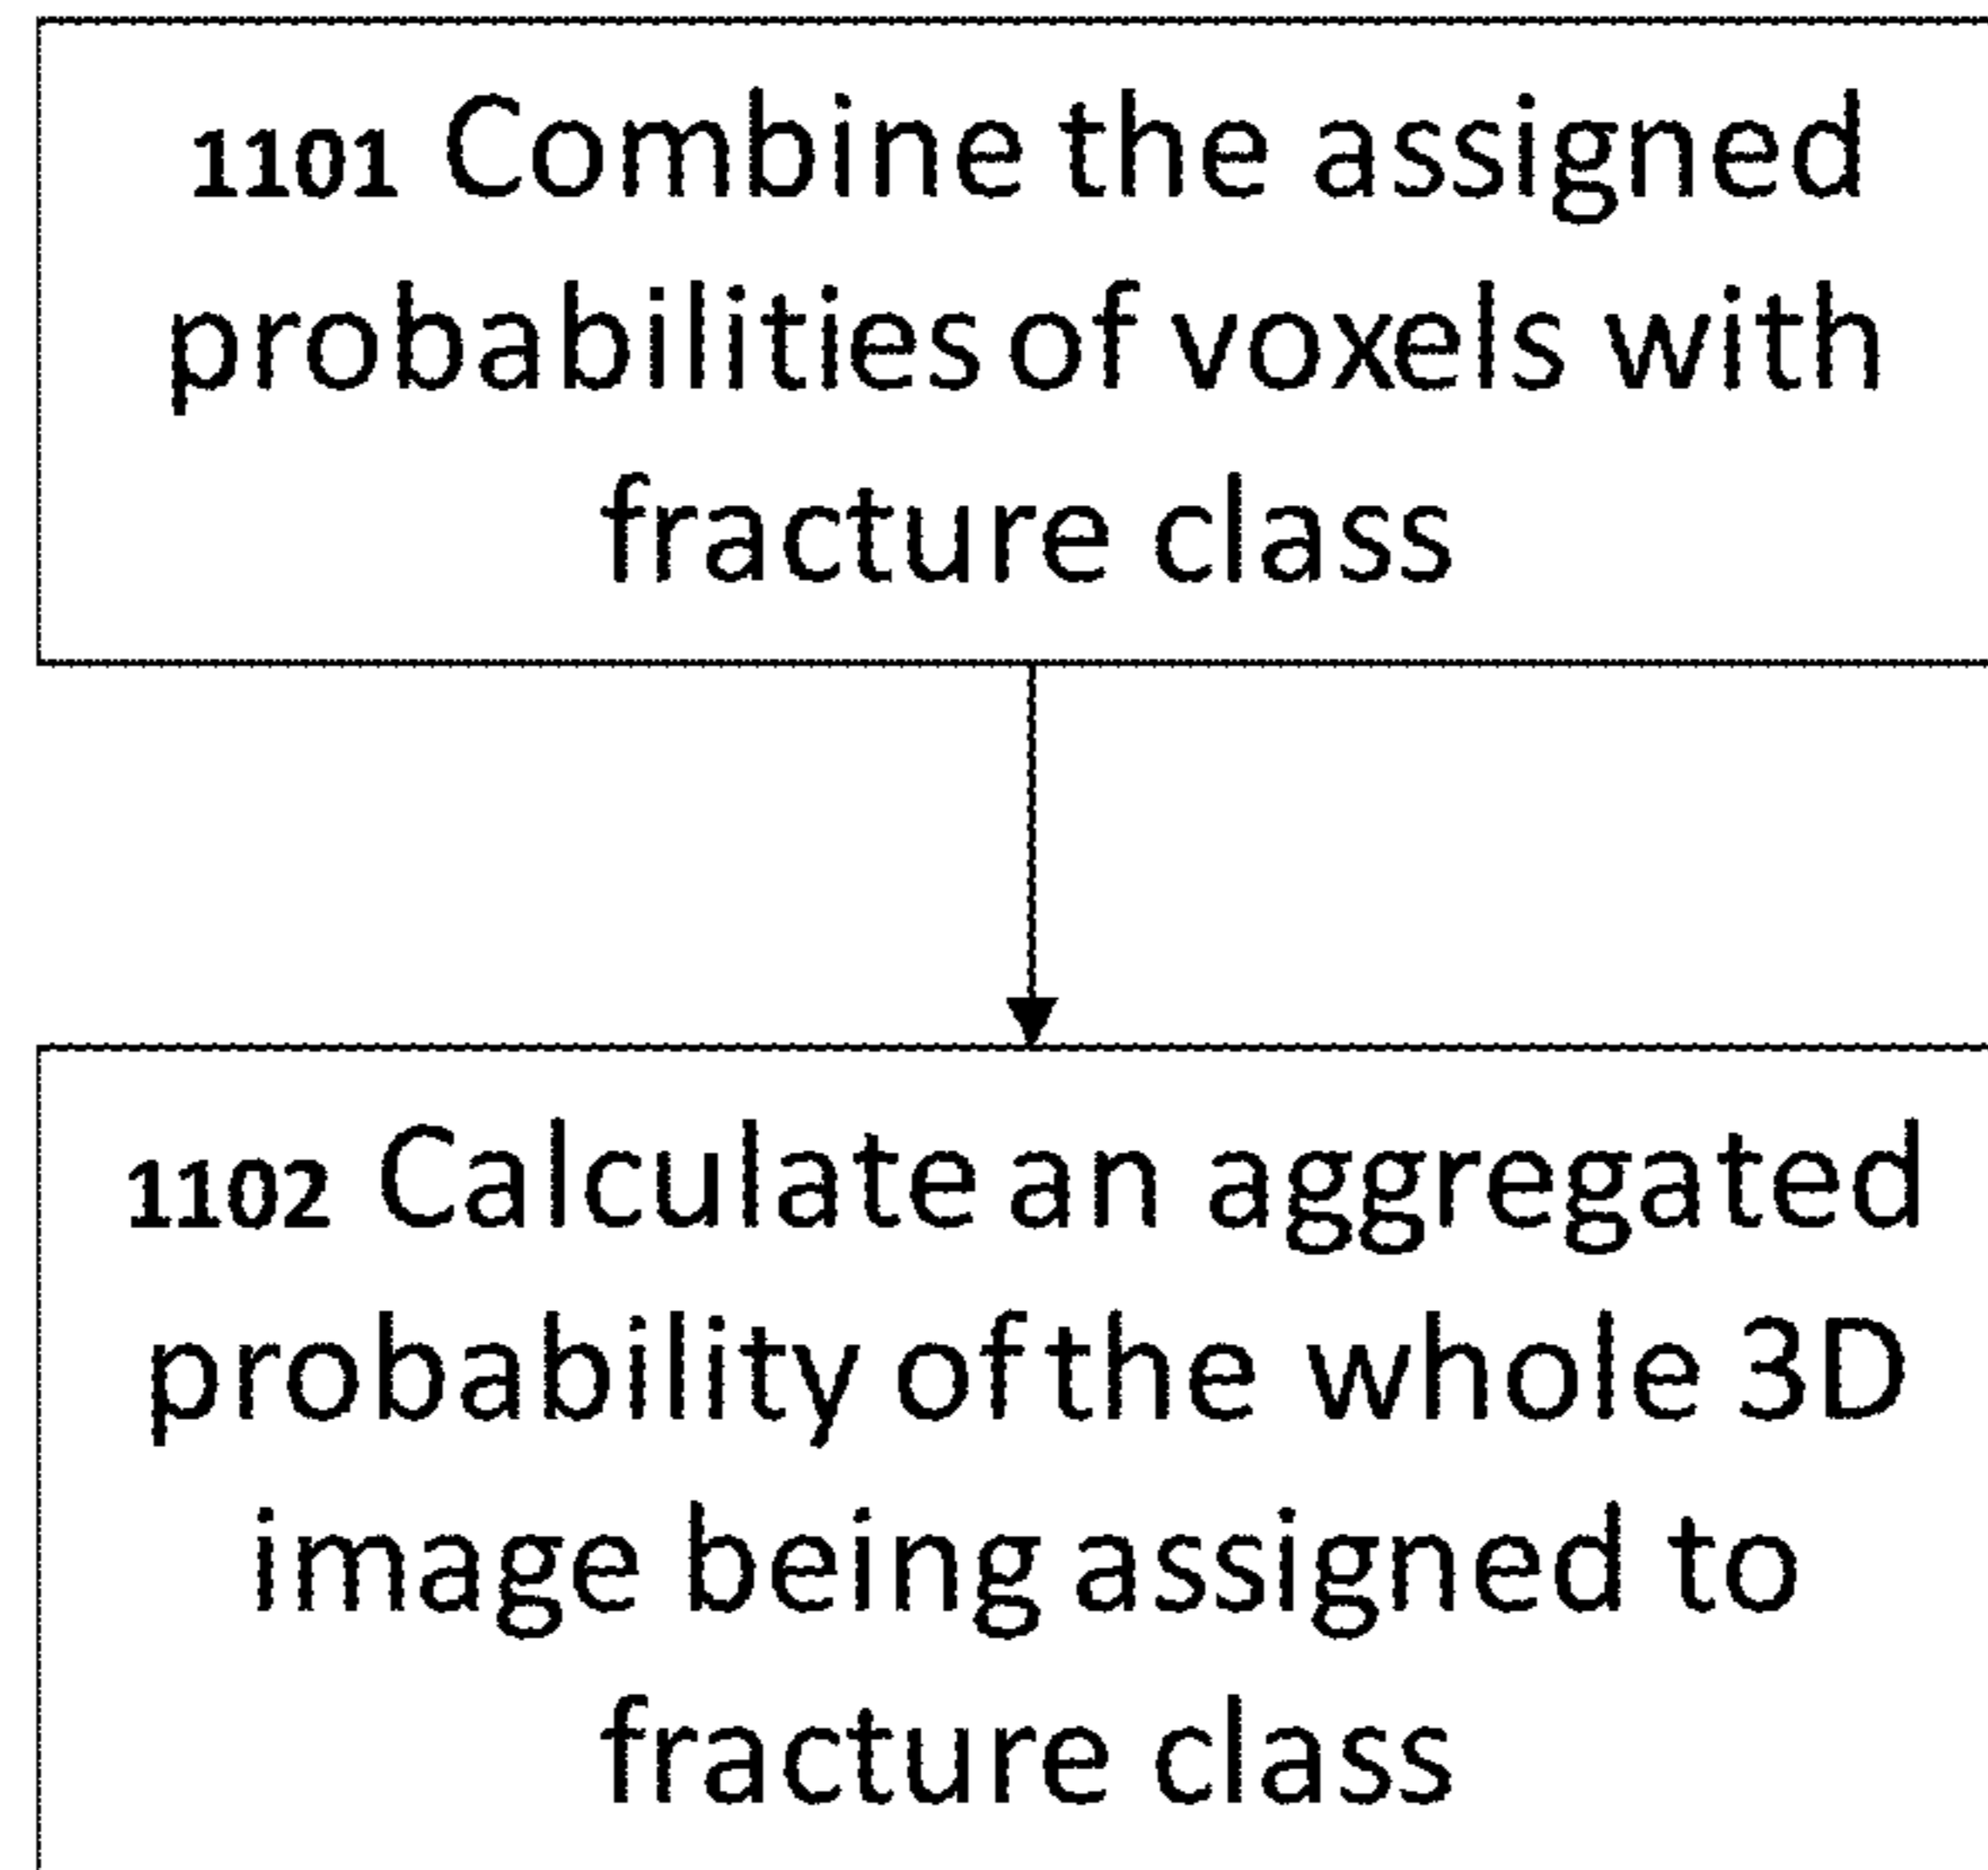 1101 Combine the assigned
probabilities of voxels with
fracture class
1102 Calculate an aggregated
probability of the whole 3D
image being assigned to
fracture class